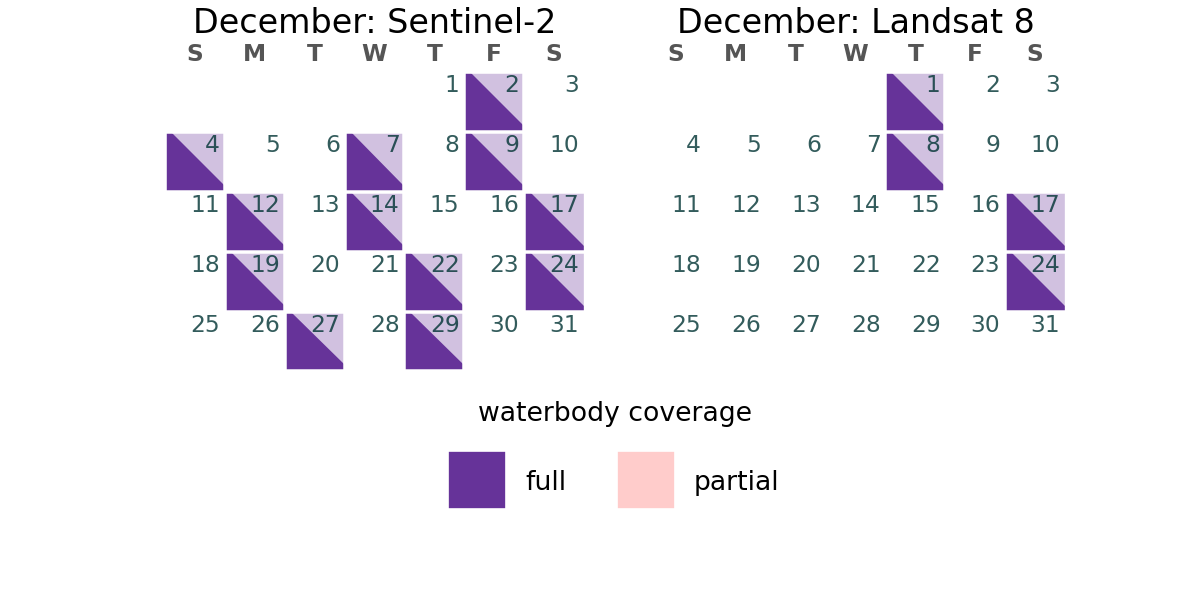 December: Sentinel-2
S M T W T F S
1 2 3
4 5 6 7 8 9 10
11 12 13 14 15 16 17
18 19 20 21 22 23 24
25 26 27 28 29 30 31
December: Landsat 8
S M T W T F S
1 2 3
4 5 6 7 8 9 10
11 12 13 14 15 16 17
18 19 20 21 22 23 24
25 26 27 28 29 30 31
waterbody coverage
full partial